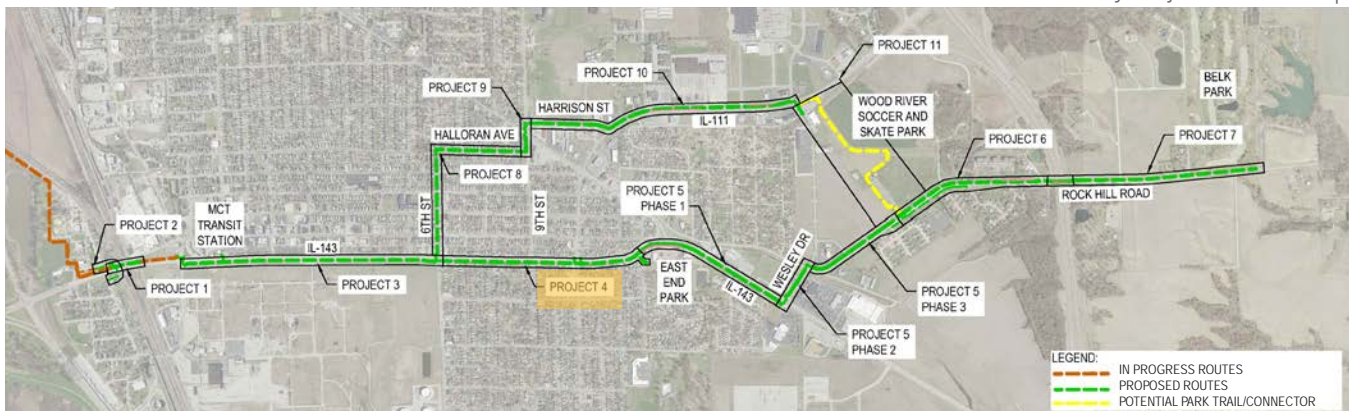 PROJECT 11
PROJECT 10
PROJECT 9
HARRISON ST
IL-111
WOOD RIVER
SOCCER AND
SKATE PARK
BELK
PARK
HALLORAN AVE
PROJECT 8
PROJECT 6
PROJECT 7
ROCK HILL ROAD
PROJECT 5
PHASE 1
6TH ST
9TH ST
MCT
TRANSIT
STATION
PROJECT 2
PROJECT 1
IL-143
PROJECT 3
PROJECT 4
EAST
END
PARK
IL-143
WESLEY DR
PROJECT 5
PHASE 3
PROJECT 5
PHASE 2
LEGEND:
IN PROGRESS ROUTES
PROPOSED ROUTES
POTENTIAL PARK TRAIL/CONNECTOR